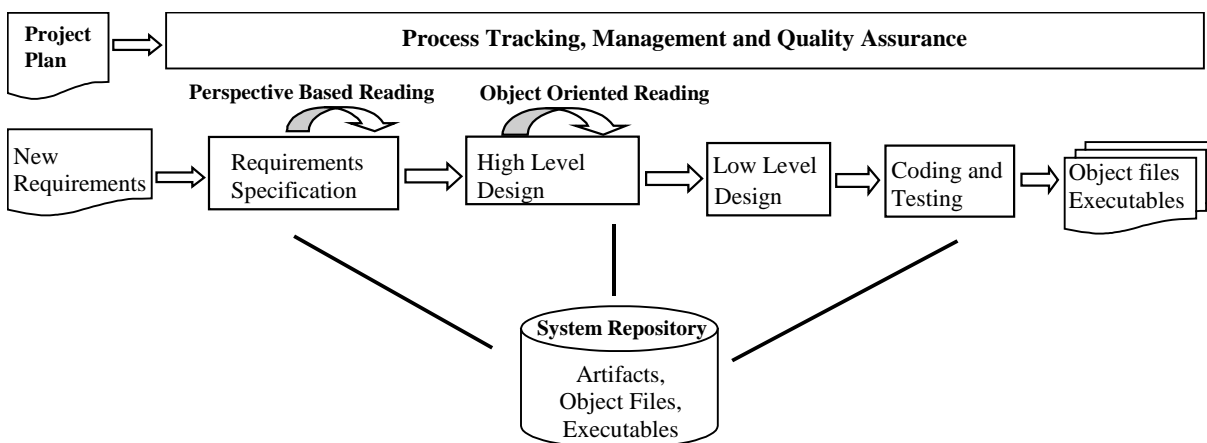 Project
Plan
Process Tracking, Management and Quality Assurance
Perspective Based Reading
Object Oriented Reading
New
Requirements
Requirements
Specification
High Level
Design
Low Level
Design
Coding and
Testing
Object files
Executables
System Repository
Artifacts,
Object Files,
Executables